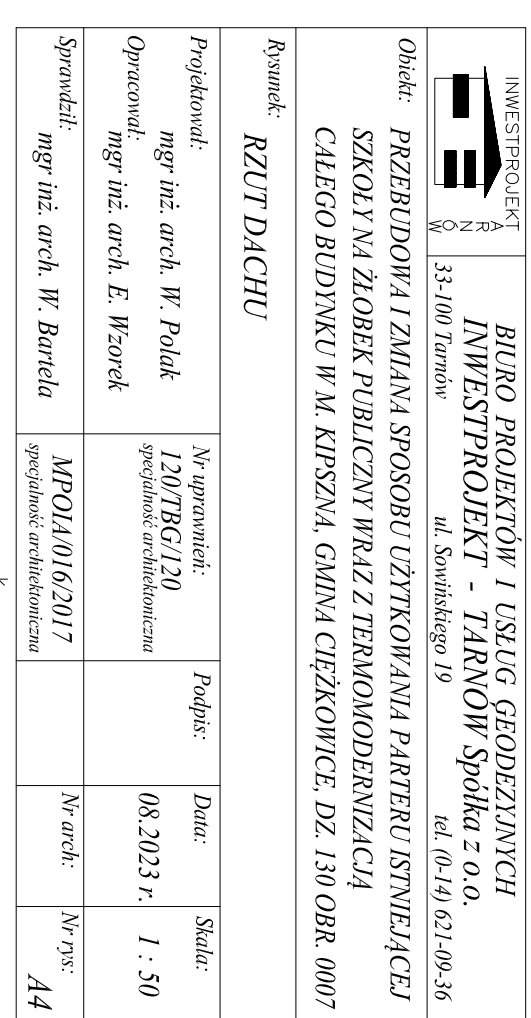 INWESTPROJEKT
TARNÓW
BIURO PROJEKTÓW I USŁUG GEODEZYJNYCH
INWESTPROJEKT - TARNÓW Spółka z o.o.
33-100 Tarnów ul. Sowińskiego 19 tel. (0-14) 621-09-36
Obiekt: PRZEBUDOWA I ZMIANA SPOSOBU UŻYTKOWANIA PARTERU ISTNIEJĄCEJ
SZKOŁY NA ŻŁOBEK PUBLICZNY WRAZ Z TERMOMODERNIZACJĄ
CAŁEGO BUDYNKU W M. KIPSZNA, GMINA CIĘŻKOWICE, DZ. 130 OBR. 0007
Rysunek: RZUT DACHU
Projektował: Nr uprawnień: Podpis: Data: Skala:
mgr inż. arch. W. Polak 120/TBG/120
specjalność architektoniczna
08.2023 r. 1 : 50
Opracował:
mgr inż. arch. E. Wzorek
Sprawdził: Nr arch: Nr rys:
mgr inż. arch. W. Bartela MPOIA/016/2017 A4
specjalność architektoniczna